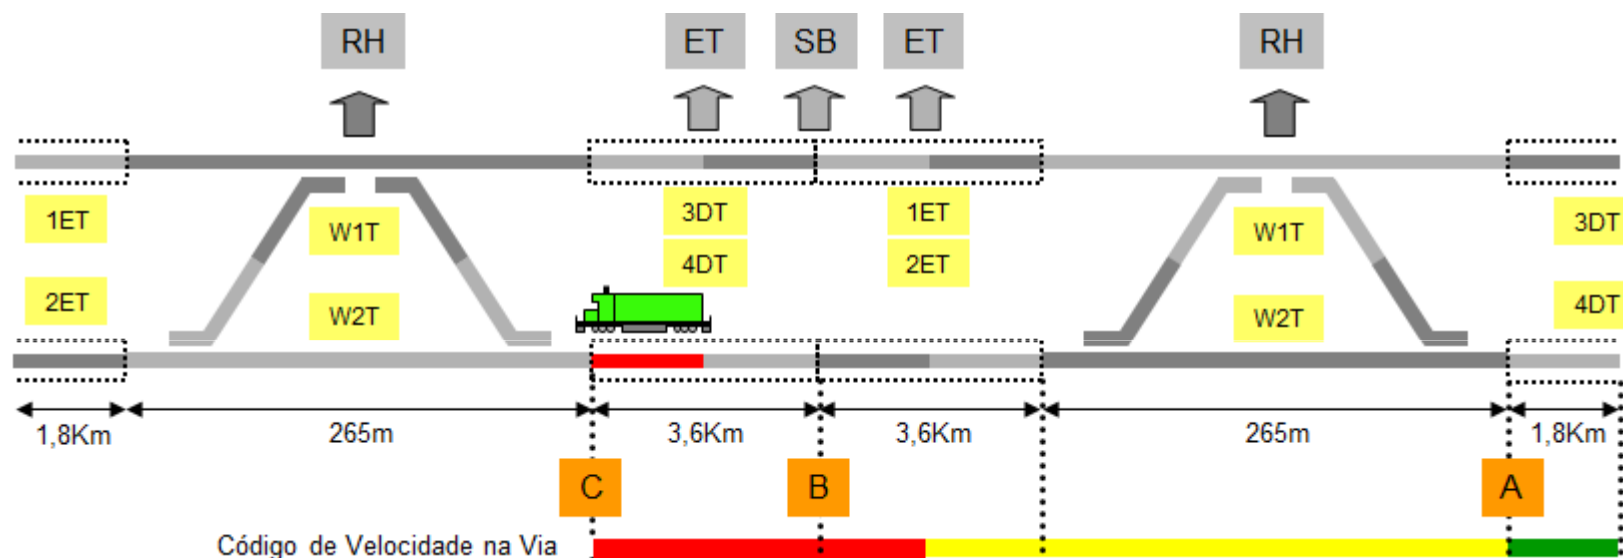 RH ET SB ET RH
1ET W1T 3DT 1ET W1T 3DT
4DT 2ET
2ET W2T W2T 4DT
1,8Km 265m 3,6Km 3,6Km 265m 1,8Km
C B A
Código de Velocidade na Via